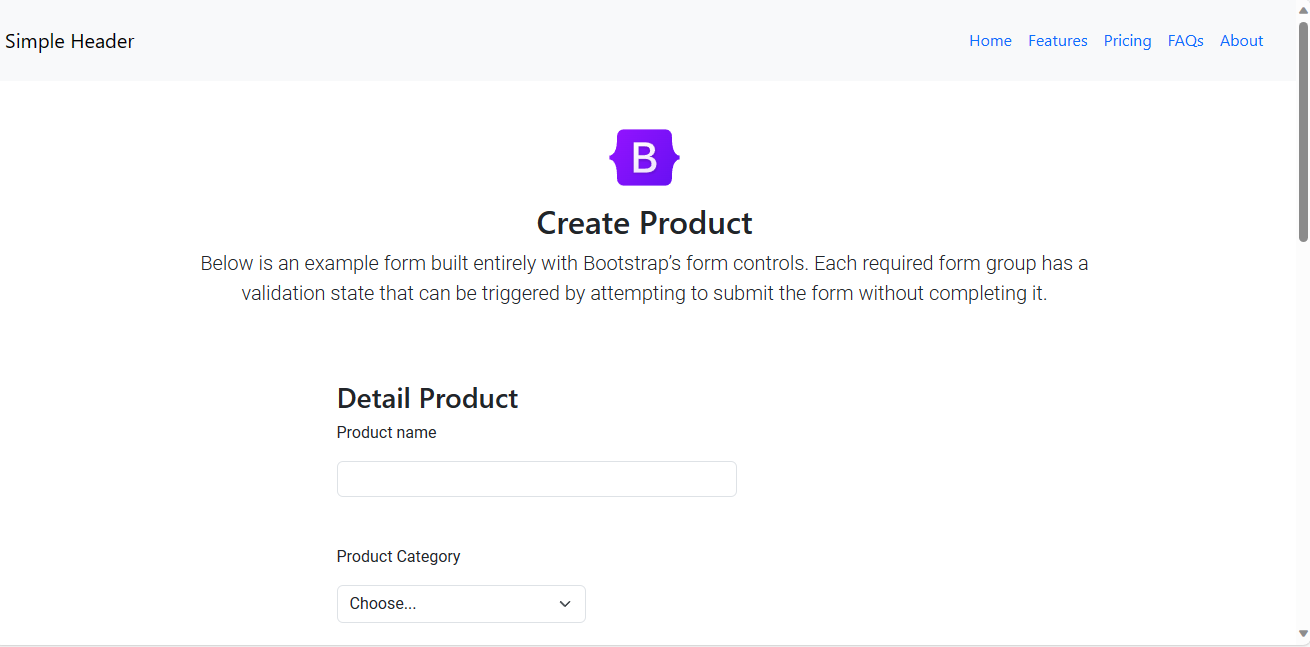 Simple Header
Home Features Pricing FAQs About
B
Create Product
Below is an example form built entirely with Bootstrap’s form controls. Each required form group has a
validation state that can be triggered by attempting to submit the form without completing it.
Detail Product
Product name
Product Category
Choose...